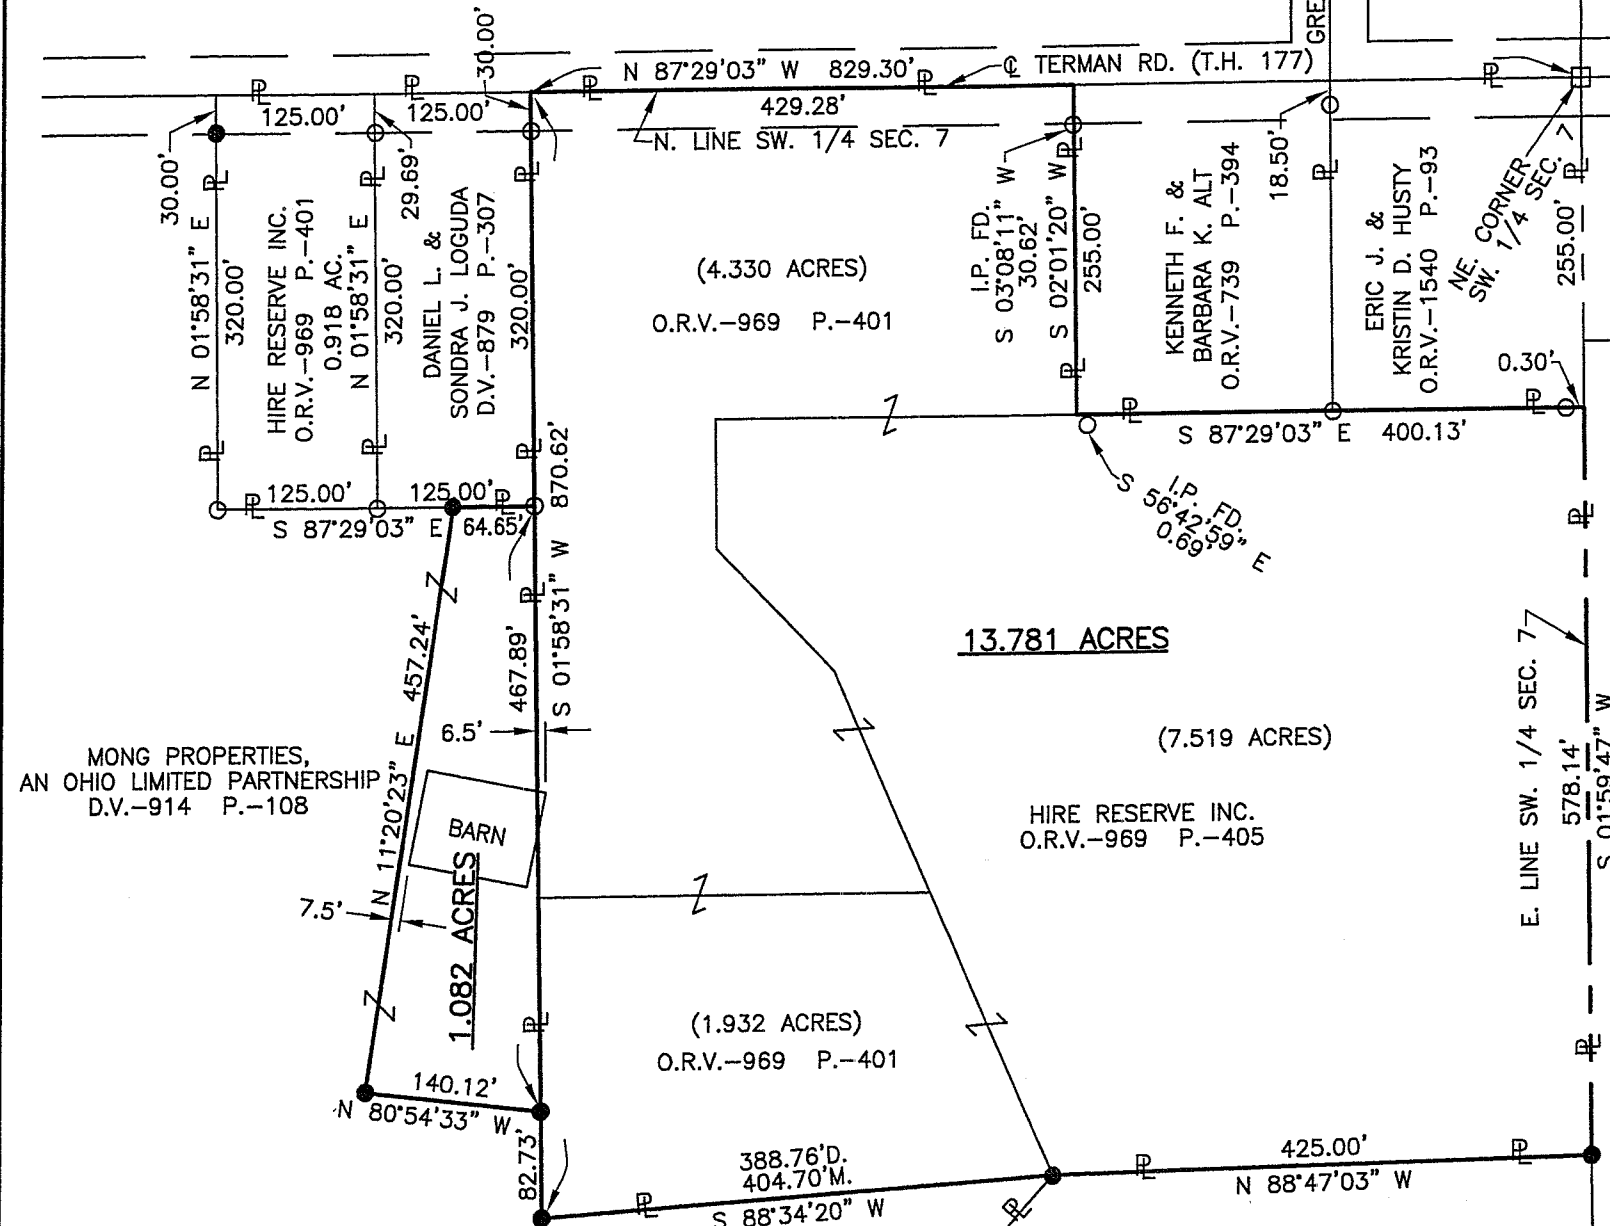 GRE
30.00'
N 87°29'03" W 829.30'
℄ TERMAN RD. (T.H. 177)
℄ 125.00'
125.00'
429.28'
N. LINE SW. 1/4 SEC. 7
30.00'
29.69'
18.50'
NE. CORNER
SW. 1/4 SEC. 7
N 01°58'31" E
320.00'
HIRE RESERVE INC.
O.R.V.-969 P.-401
0.918 AC.
N 01°58'31" E
320.00'
DANIEL L. &
SONDRA J. LOGUDA
D.V.-879 P.-307
320.00'
(4.330 ACRES)
O.R.V.-969 P.-401
I.P. FD.
S 03°08'11" W
30.62'
S 02°01'20" W
255.00'
KENNETH F. &
BARBARA K. ALT
O.R.V.-739 P.-394
ERIC J. &
KRISTIN D. HUSTY
O.R.V.-1540 P.-93
255.00'
0.30'
S 87°29'03" E 400.13'
I.P. FD.
S 56°42'59" E
0.69'
125.00'
125.00'
S 87°29'03" E
64.65'
870.62'
S 01°58'31" W
467.89'
N 11°20'23" E 457.24'
6.5'
13.781 ACRES
(7.519 ACRES)
HIRE RESERVE INC.
O.R.V.-969 P.-405
E. LINE SW. 1/4 SEC. 7
578.14'
S 01°59'47" W
MONG PROPERTIES,
AN OHIO LIMITED PARTNERSHIP
D.V.-914 P.-108
BARN
7.5'
1.082 ACRES
(1.932 ACRES)
O.R.V.-969 P.-401
140.12'
N 80°54'33" W
82.73'
388.76'D.
404.70'M.
S 88°34'20" W
425.00'
N 88°47'03" W